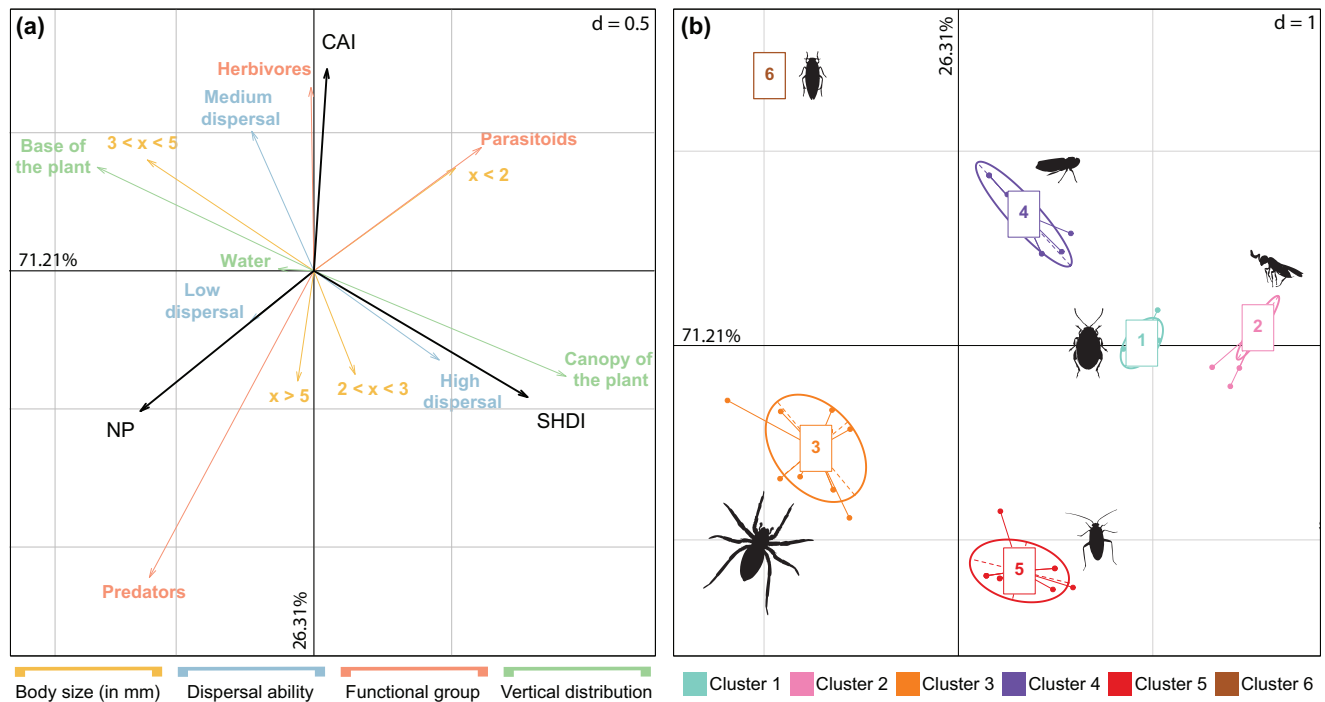 (a)
d = 0.5
CAI
Herbivores
Medium
dispersal
Parasitoids
3 < x < 5
Base of
the plant
x < 2
71.21%
Water
Low
dispersal
Canopy of
the plant
x > 5
2 < x < 3
High
dispersal
NP
SHDI
Predators
26.31%
Body size (in mm)
Dispersal ability
Functional group
Vertical distribution
(b)
26.31%
d = 1
6
4
2
1
71.21%
3
5
Cluster 1
Cluster 2
Cluster 3
Cluster 4
Cluster 5
Cluster 6